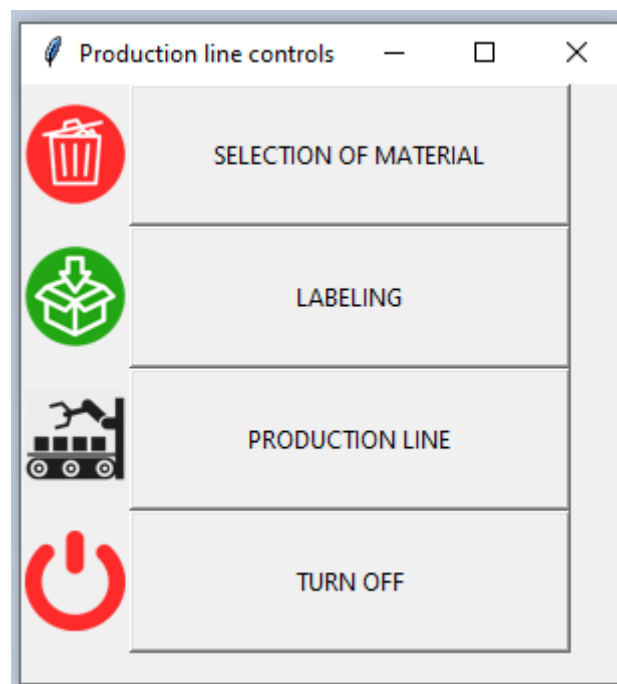 Production line controls
SELECTION OF MATERIAL
LABELING
PRODUCTION LINE
TURN OFF